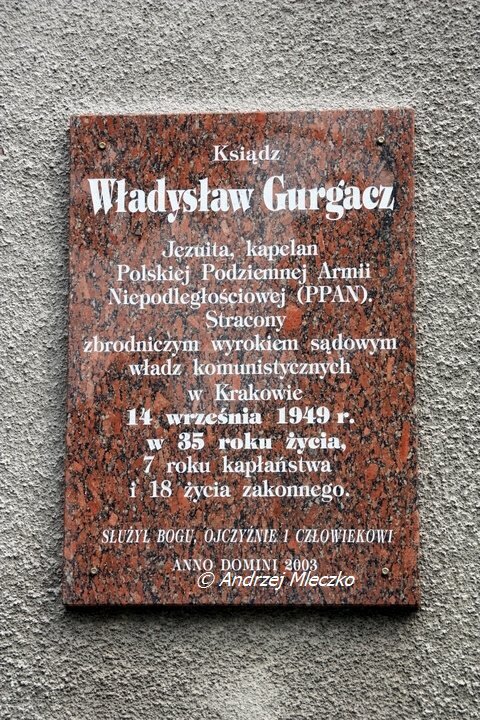 Ksiądz
Władysław Gurgacz
Jezuita, kapelan
Polskiej Podziemnej Armii
Niepodległościowej (PPAN).
Stracony
zbrodniczym wyrokiem sądowym
władz komunistycznych
w Krakowie
14 września 1949 r.
w 35 roku życia,
7 roku kapłaństwa
i 18 życia zakonnego.
SŁUŻYŁ BOGU, OJCZYŹNIE I CZŁOWIEKOWI
ANNO DOMINI 2003
© Andrzej Mleczko